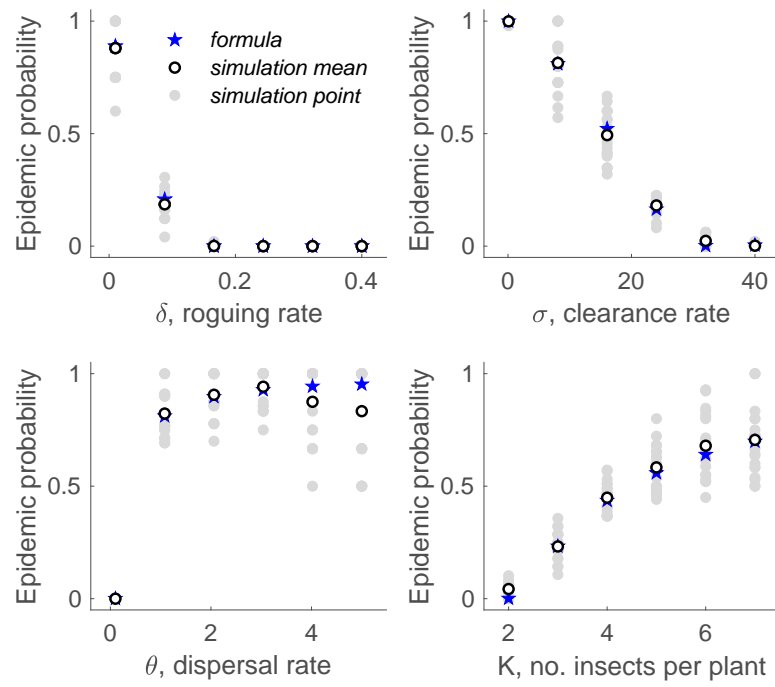 Epidemic probability
1
0.5
0
0
0.2
0.4
δ, roguing rate
formula
simulation mean
simulation point
Epidemic probability
1
0.5
0
0
20
40
σ, clearance rate
Epidemic probability
1
0.5
0
0
2
4
θ, dispersal rate
Epidemic probability
1
0.5
0
2
4
6
K, no. insects per plant